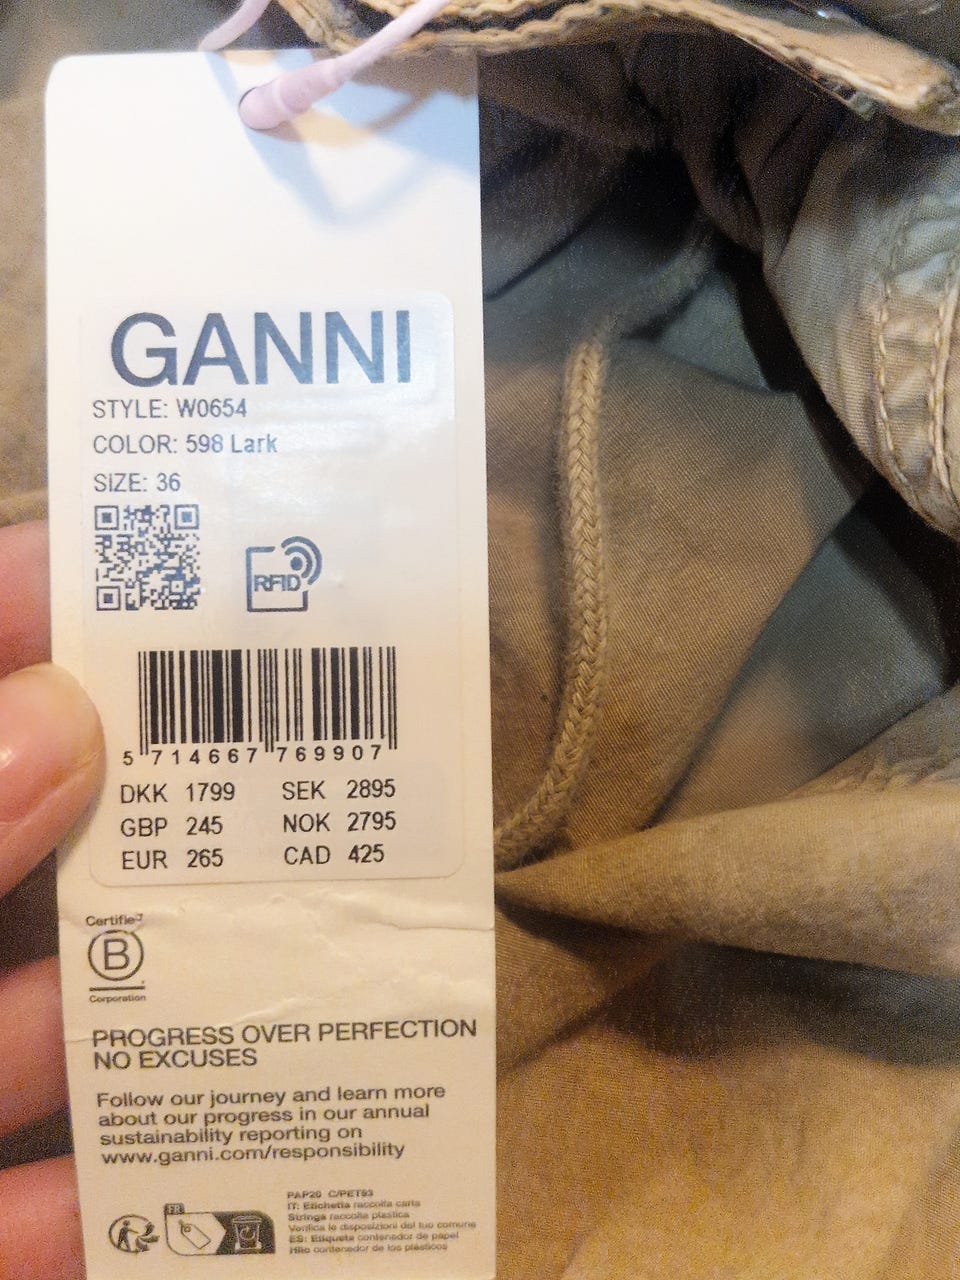 GANNI
STYLE: W0654
COLOR: 598 Lark
SIZE: 36
RFID
5 714667 769907
DKK 1799 SEK 2895
GBP 245 NOK 2795
EUR 265 CAD 425
Certified
B
Corporation
PROGRESS OVER PERFECTION
NO EXCUSES
Follow our journey and learn more
about our progress in our annual
sustainability reporting on
www.ganni.com/responsibility
FR
PAP20 C/PET93
IT: Etichetta raccolta carta
Stringa raccolta plastica
Verifica le disposizioni del tuo comune
ES: Etiqueta contenedor de papel
Hilo contenedor de los plásticos